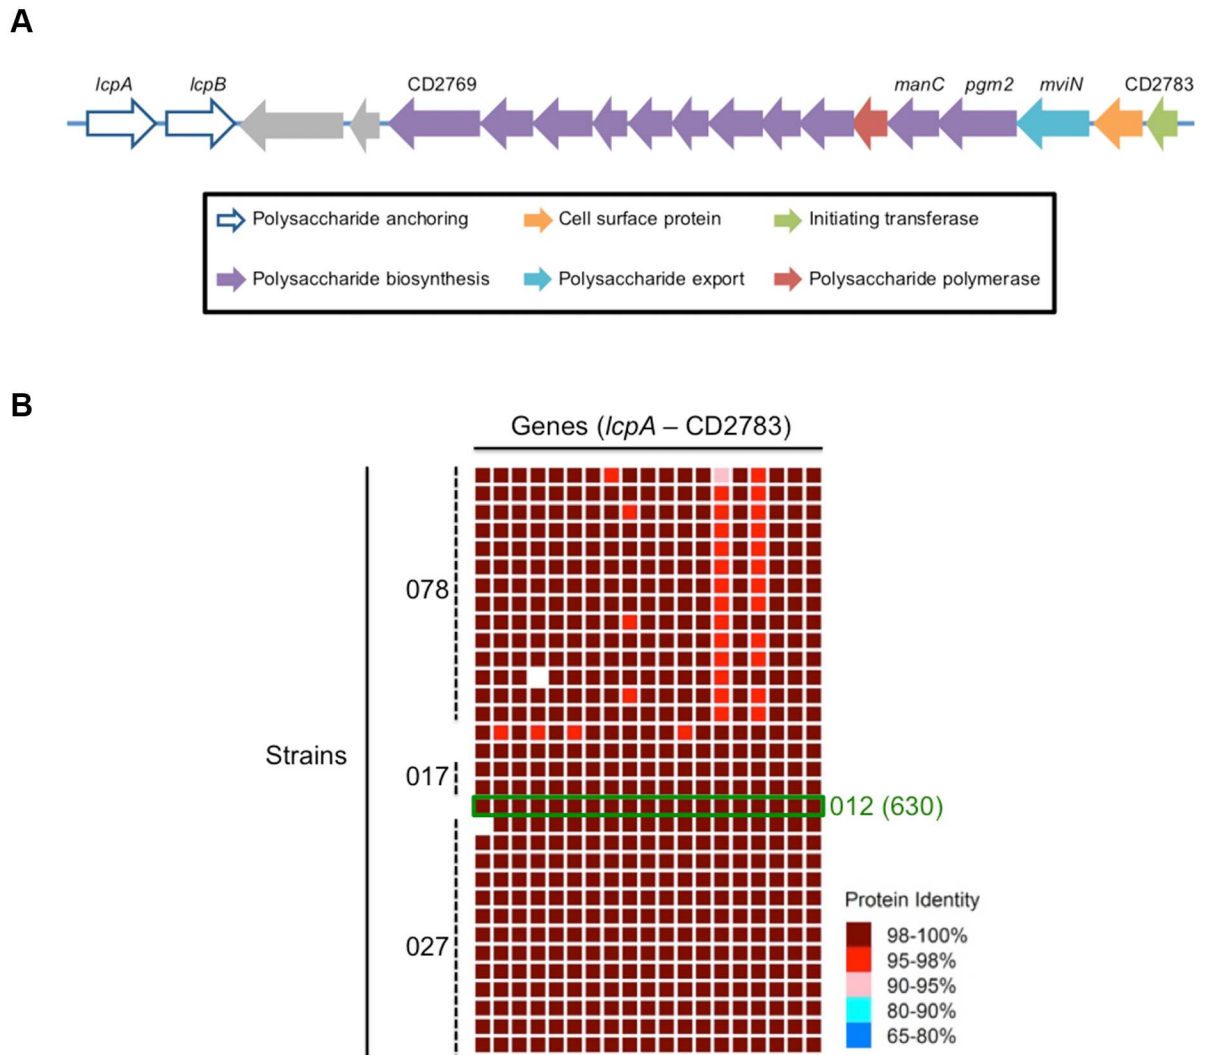 A
lcpA lcpB CD2769 manC pgm2 mviN CD2783
Polysaccharide anchoring Cell surface protein Initiating transferase
Polysaccharide biosynthesis Polysaccharide export Polysaccharide polymerase
B
Genes (lcpA – CD2783)
078
Strains
017
012 (630)
027
Protein Identity
98-100%
95-98%
90-95%
80-90%
65-80%